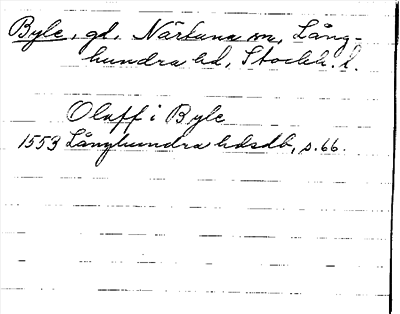 Byle, gd, Närtuna sn, Lång-
hundra hd, Stockh. l.
Olaff i Byle
1553 Långhundra hdsdb, s. 66.